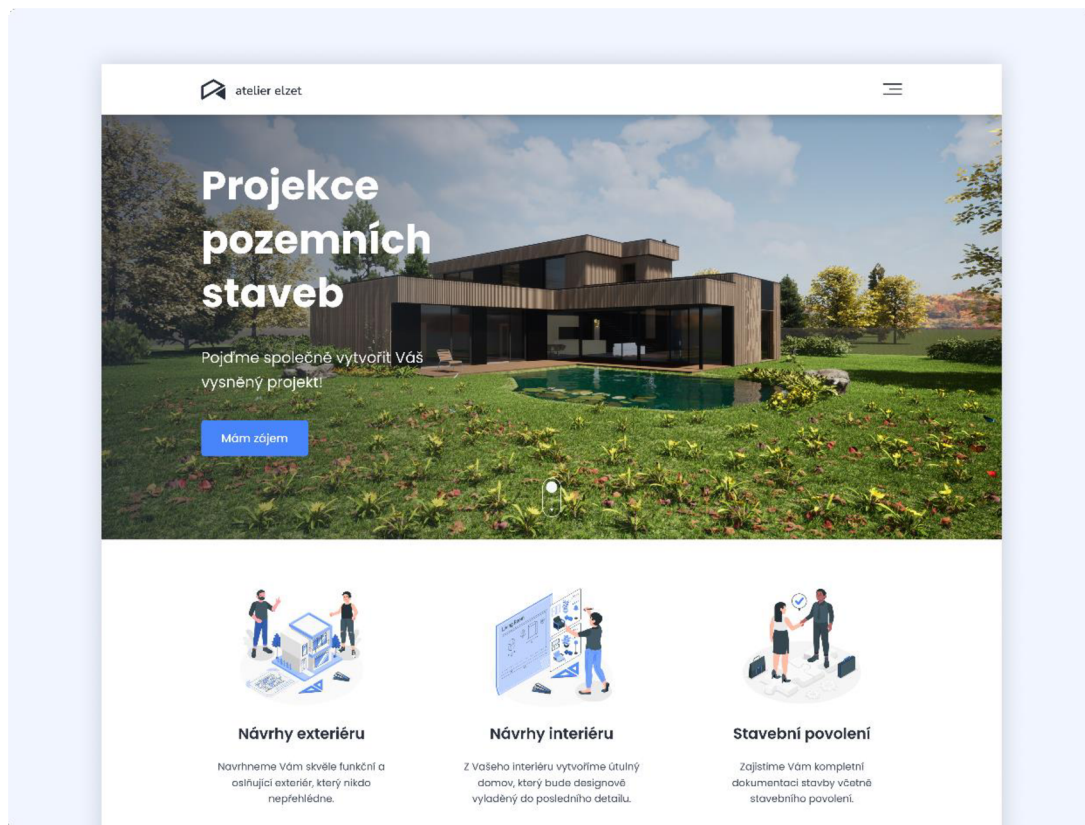 atelier elzet
Projekce
pozemních
staveb
Pojďme společně vytvořit Váš
vysněný projekt!
Mám zájem
Návrhy exteriéru
Návrhy interiéru
Stavební povolení
Navrhneme Vám skvěle funkční a
oslňující exteriér, který nikdo
nepřehlédne.
Z Vašeho interiéru vytvoříme útulný
domov, který bude designově
vyladěný do posledního detailu.
Zajistíme Vám kompletní
dokumentaci stavby včetně
stavebního povolení.